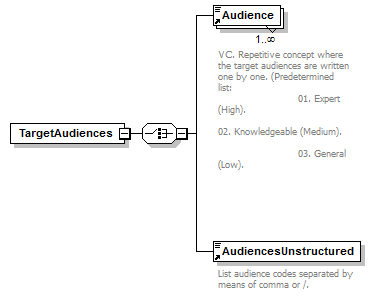 Audience
1..∞
VC. Repetitive concept where
the target audiences are written
one by one. (Predetermined
list:
01. Expert
(High).
02. Knowledgeable (Medium).
03. General
(Low).
TargetAudiences
AudiencesUnstructured
List audience codes separated by
means of comma or /.